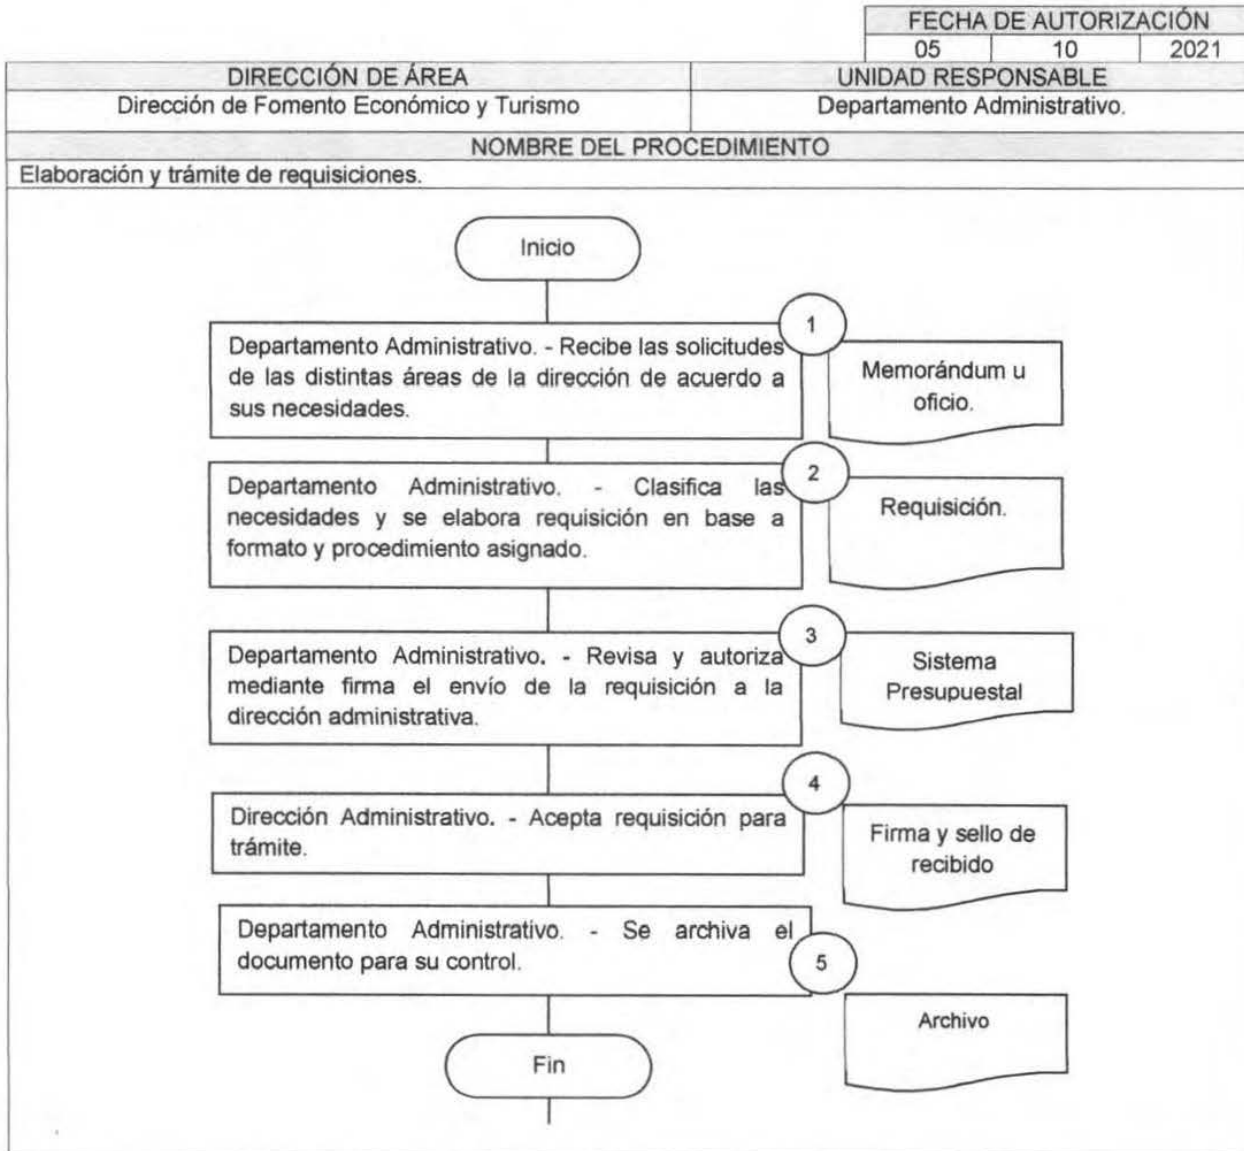 FECHA DE AUTORIZACIÓN
05 10 2021
DIRECCIÓN DE ÁREA UNIDAD RESPONSABLE
Dirección de Fomento Económico y Turismo Departamento Administrativo.
NOMBRE DEL PROCEDIMIENTO
Elaboración y trámite de requisiciones.
Inicio
1
Departamento Administrativo. - Recibe las solicitudes
de las distintas áreas de la dirección de acuerdo a
sus necesidades.
Memorándum u
oficio.
2
Departamento Administrativo. - Clasifica las
necesidades y se elabora requisición en base a
formato y procedimiento asignado.
Requisición.
3
Departamento Administrativo. - Revisa y autoriza
mediante firma el envío de la requisición a la
dirección administrativa.
Sistema
Presupuestal
4
Dirección Administrativo. - Acepta requisición para
trámite.
Firma y sello de
recibido
Departamento Administrativo. - Se archiva el
documento para su control.
5
Archivo
Fin